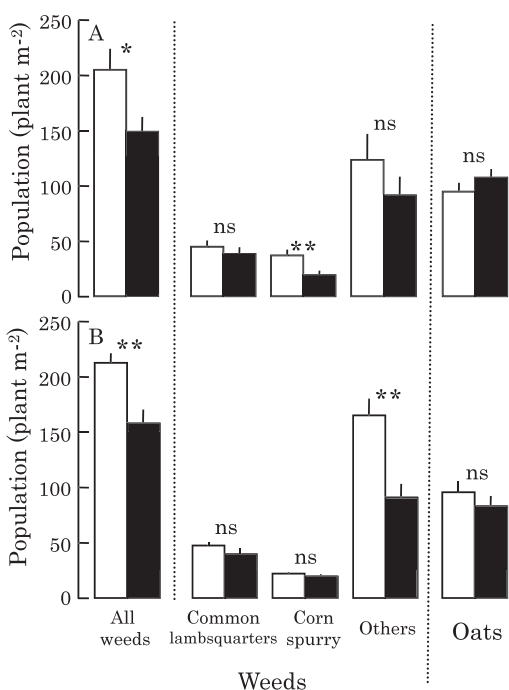 Population (plant m-2)
250
200
150
100
50
0
A
*
ns
**
ns
ns
Population (plant m-2)
250
200
150
100
50
0
B
**
ns
ns
**
ns
All
weeds
Common
lambsquarters
Corn
spurry
Others
Oats
Weeds